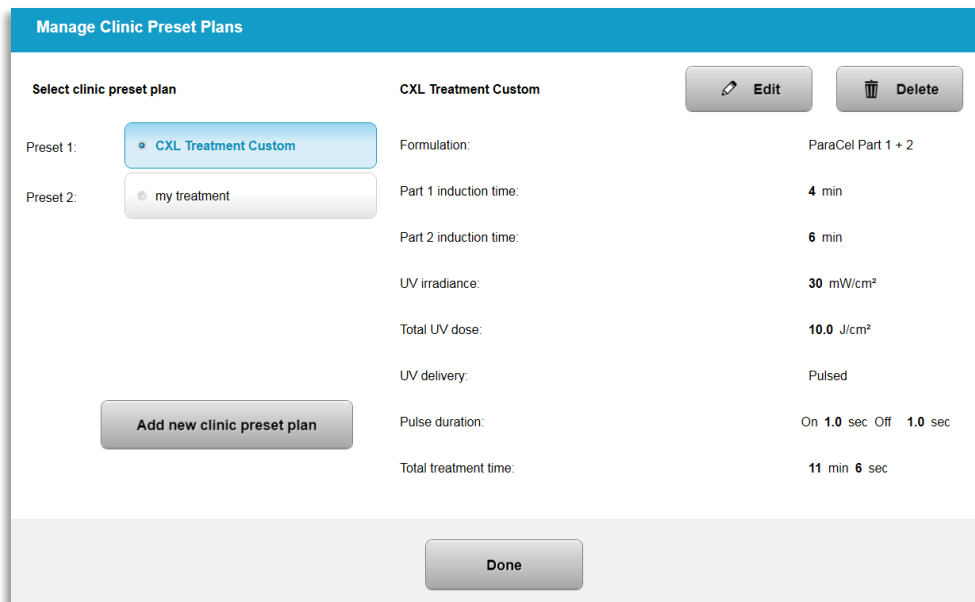 Manage Clinic Preset Plans
Select clinic preset plan
Preset 1: CXL Treatment Custom
Preset 2: my treatment
Add new clinic preset plan
CXL Treatment Custom Edit Delete
Formulation: ParaCel Part 1 + 2
Part 1 induction time: 4 min
Part 2 induction time: 6 min
UV irradiance: 30 mW/cm²
Total UV dose: 10.0 J/cm²
UV delivery: Pulsed
Pulse duration: On 1.0 sec Off 1.0 sec
Total treatment time: 11 min 6 sec
Done